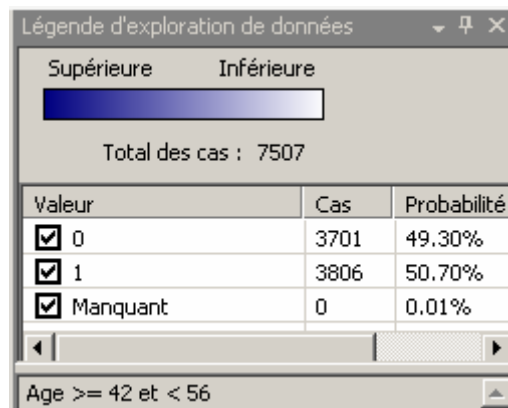 Légende d'exploration de données
Supérieure Inférieure
Total des cas : 7507
Valeur Cas Probabilité
0 3701 49.30%
1 3806 50.70%
Manquant 0 0.01%
Age >= 42 et < 56